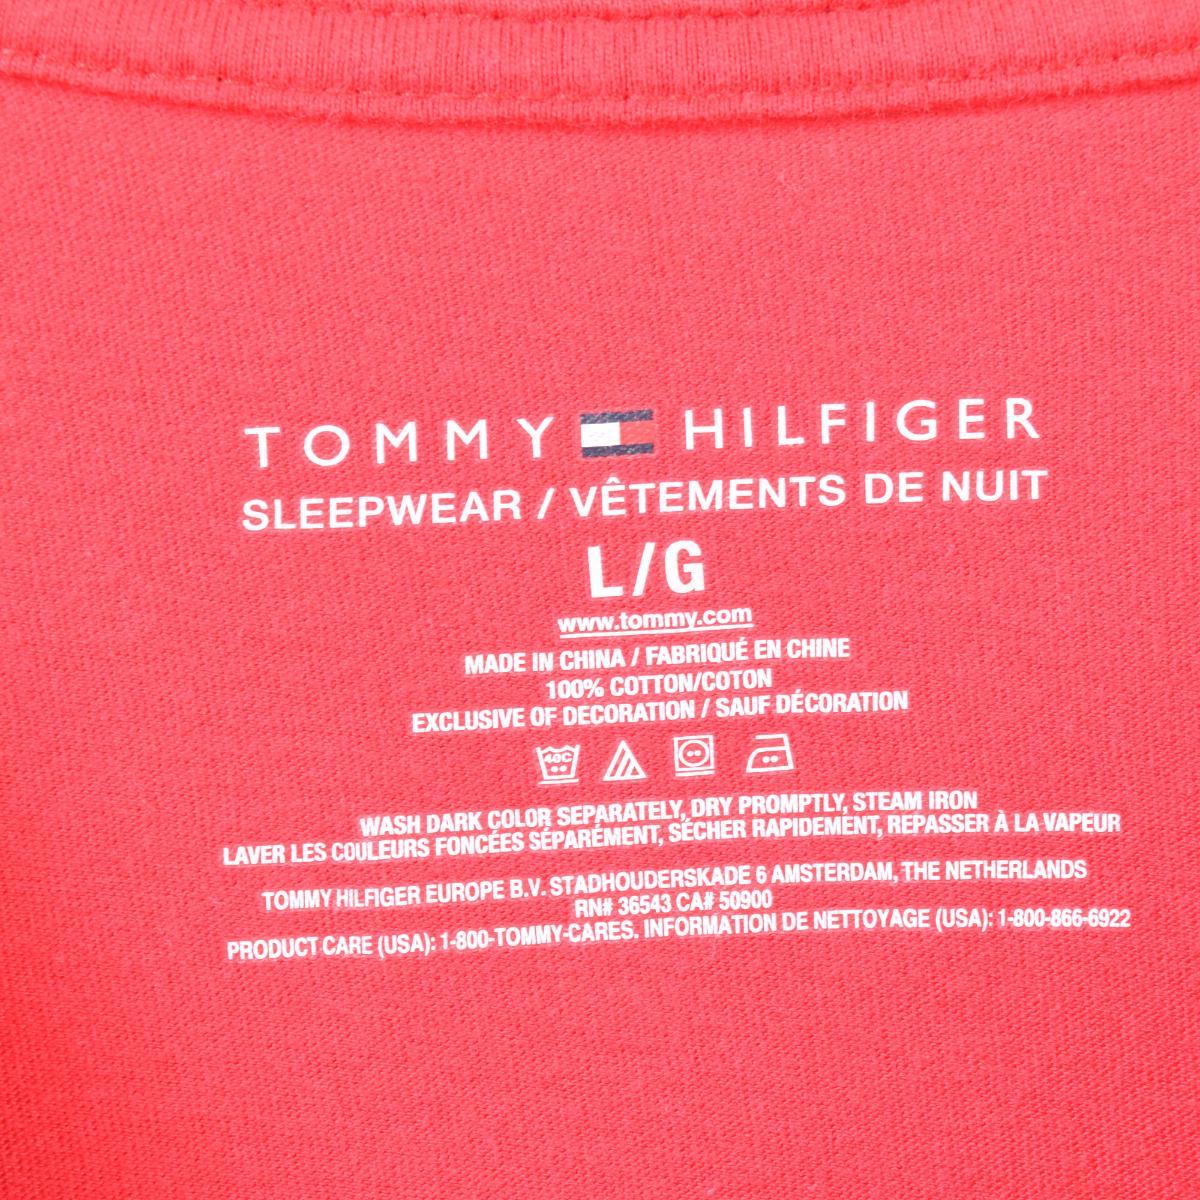 TOMMY HILFIGER
SLEEPWEAR / VÊTEMENTS DE NUIT
L/G
www.tommy.com
MADE IN CHINA / FABRIQUÉ EN CHINE
100% COTTON/COTON
EXCLUSIVE OF DECORATION / SAUF DÉCORATION
40C
WASH DARK COLOR SEPARATELY, DRY PROMPTLY, STEAM IRON
LAVER LES COULEURS FONCÉES SÉPARÉMENT, SÉCHER RAPIDEMENT, REPASSER À LA VAPEUR
TOMMY HILFIGER EUROPE B.V. STADHOUDERSKADE 6 AMSTERDAM, THE NETHERLANDS
RN# 36543 CA# 50900
PRODUCT CARE (USA): 1-800-TOMMY-CARES. INFORMATION DE NETTOYAGE (USA): 1-800-866-6922